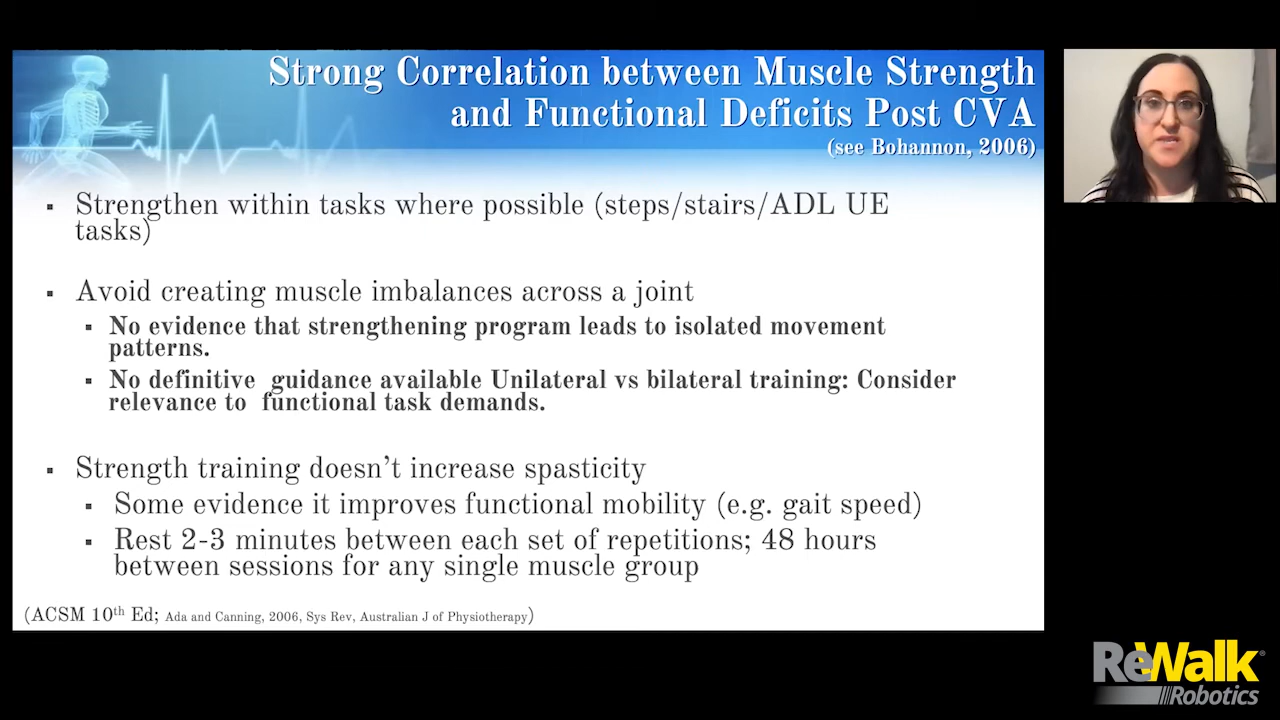 Strong Correlation between Muscle Strength
and Functional Deficits Post CVA
(see Bohannon, 2006)
▪ Strengthen within tasks where possible (steps/stairs/ADL UE
tasks)
▪ Avoid creating muscle imbalances across a joint
▪ No evidence that strengthening program leads to isolated movement
patterns.
▪ No definitive guidance available Unilateral vs bilateral training: Consider
relevance to functional task demands.
▪ Strength training doesn't increase spasticity
▪ Some evidence it improves functional mobility (e.g. gait speed)
▪ Rest 2-3 minutes between each set of repetitions; 48 hours
between sessions for any single muscle group
(ACSM 10th Ed; Ada and Canning, 2006, Sys Rev, Australian J of Physiotherapy)
ReWalk®
Robotics